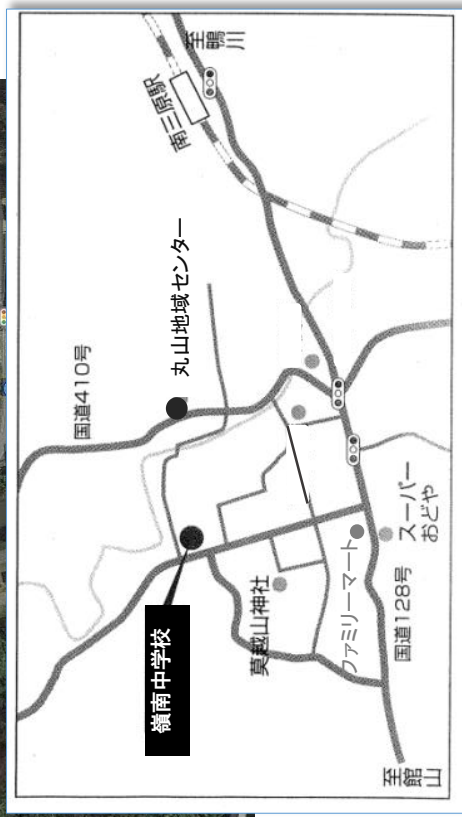 至鴨川
南三原駅
丸山地域センター
国道410号
嶺南中学校
莫越山神社
ファミリーマート
スーパー
おどや
国道128号
至館山